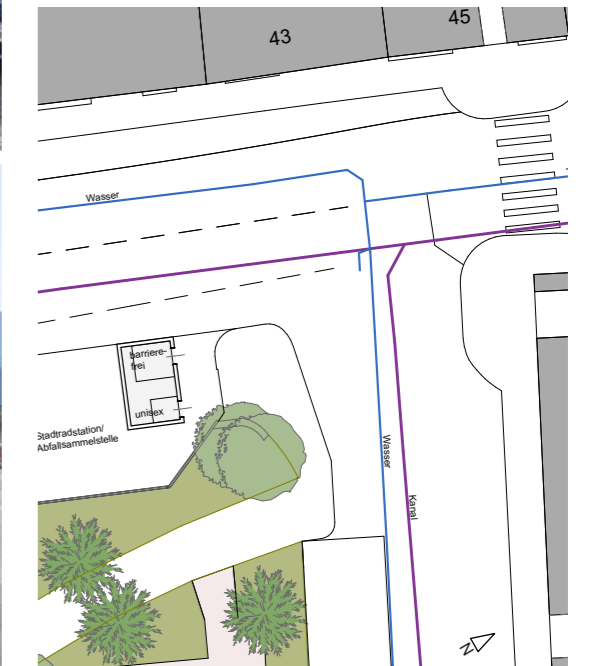 45
43
Wasser
barriere-
frei
unisex
Stadtradstation/
Abfallsammelstelle
Wasser
Kanal
N